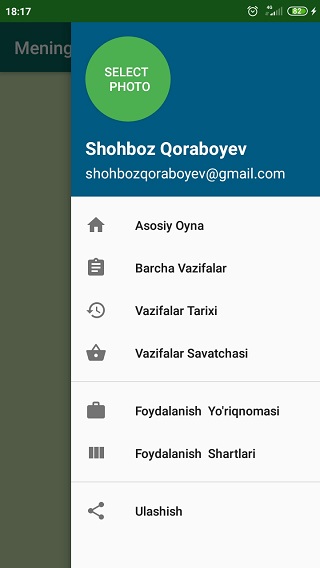 18:17
4G
82
Mening
SELECT
PHOTO
Shohboz Qoraboyev
shohbozqoraboyev@gmail.com
Asosiy Oyna
Barcha Vazifalar
Vazifalar Tarixi
Vazifalar Savatchasi
Foydalanish Yo'riqnomasi
Foydalanish Shartlari
Ulashish